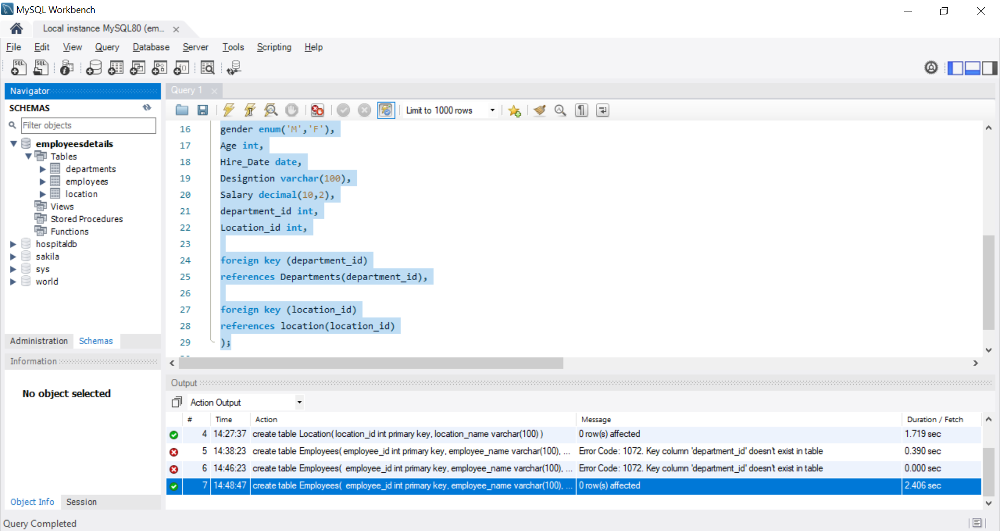 MySQL Workbench
Local instance MySQL80 (em...
File Edit View Query Database Server Tools Scripting Help
Navigator
SCHEMAS
Filter objects
employeesdetails
Tables
departments
employees
location
Views
Stored Procedures
Functions
hospitaldb
sakila
sys
world
Administration Schemas
Information
No object selected
Object Info Session
Query 1
Limit to 1000 rows
16 gender enum('M','F'),
17 Age int,
18 Hire_Date date,
19 Designtion varchar(100),
20 Salary decimal(10,2),
21 department_id int,
22 Location_id int,
23
24 foreign key (department_id)
25 references Departments(department_id),
26
27 foreign key (location_id)
28 references location(location_id)
29 );
Output
Action Output
# Time Action Message Duration / Fetch
4 14:27:37 create table Location( location_id int primary key, location_name varchar(100) ) 0 row(s) affected 1.719 sec
5 14:38:23 create table Employees( employee_id int primary key, employee_name varchar(100), ... Error Code: 1072. Key column 'department_id' doesn't exist in table 0.390 sec
6 14:46:23 create table Employees( employee_id int primary key, employee_name varchar(100), ... Error Code: 1072. Key column 'department_id' doesn't exist in table 0.000 sec
7 14:48:47 create table Employees( employee_id int primary key, employee_name varchar(100), ... 0 row(s) affected 2.406 sec
Query Completed